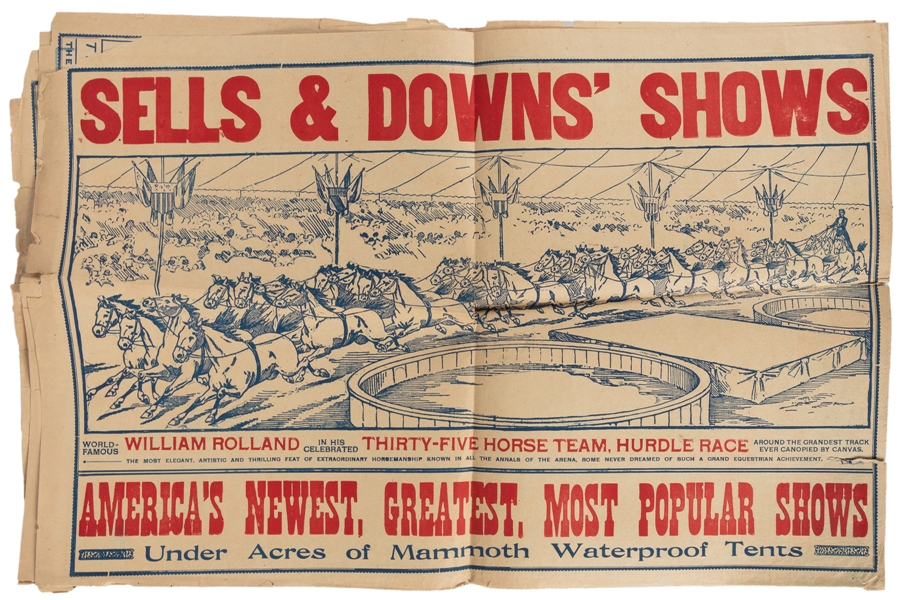 THE
SELLS & DOWNS' SHOWS
WORLD-FAMOUS WILLIAM ROLLAND IN HIS CELEBRATED THIRTY-FIVE HORSE TEAM, HURDLE RACE AROUND THE GRANDEST TRACK EVER CANOPIED BY CANVAS.
THE MOST ELEGANT, ARTISTIC AND THRILLING FEAT OF EXTRAORDINARY HORSEMANSHIP KNOWN IN ALL THE ANNALS OF THE ARENA. ROME NEVER DREAMED OF SUCH A GRAND EQUESTRIAN ACHIEVEMENT.
AMERICA'S NEWEST, GREATEST, MOST POPULAR SHOWS
Under Acres of Mammoth Waterproof Tents